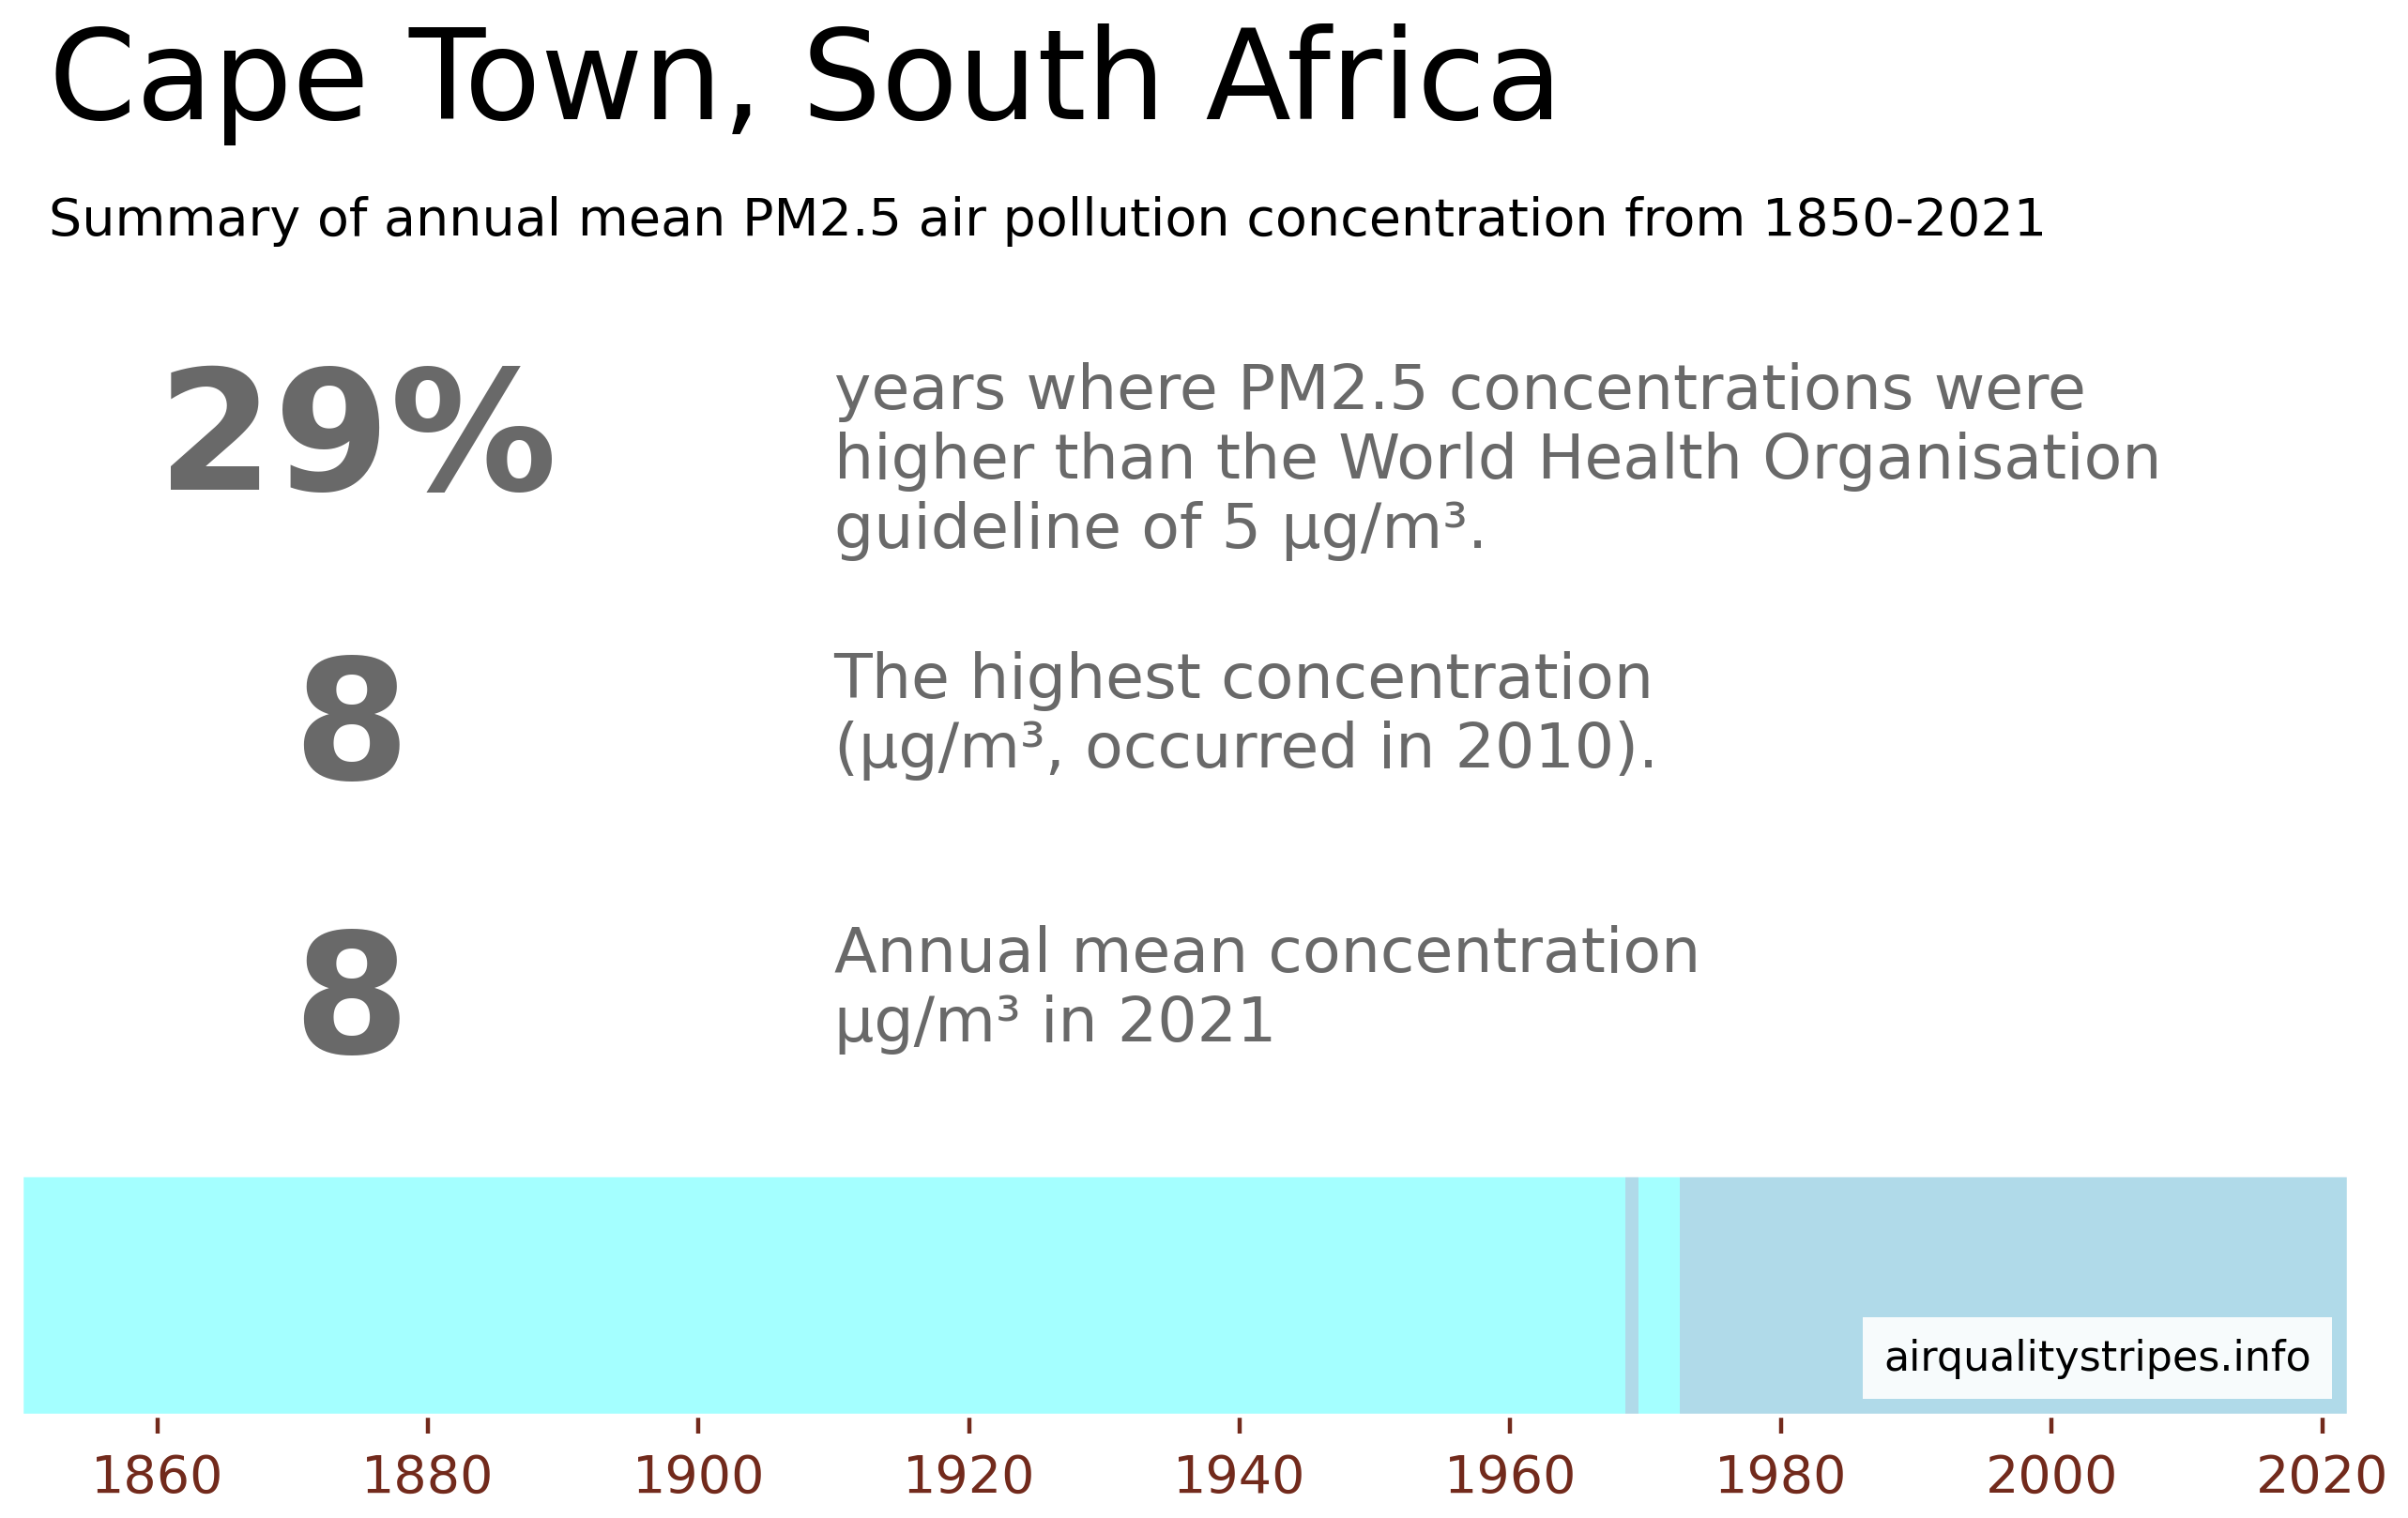 Cape Town, South Africa
Summary of annual mean PM2.5 air pollution concentration from 1850-2021
29%
years where PM2.5 concentrations were
higher than the World Health Organisation
guideline of 5 µg/m³.
8
The highest concentration
(µg/m³, occurred in 2010).
8
Annual mean concentration
µg/m³ in 2021
airqualitystripes.info
1860 1880 1900 1920 1940 1960 1980 2000 2020